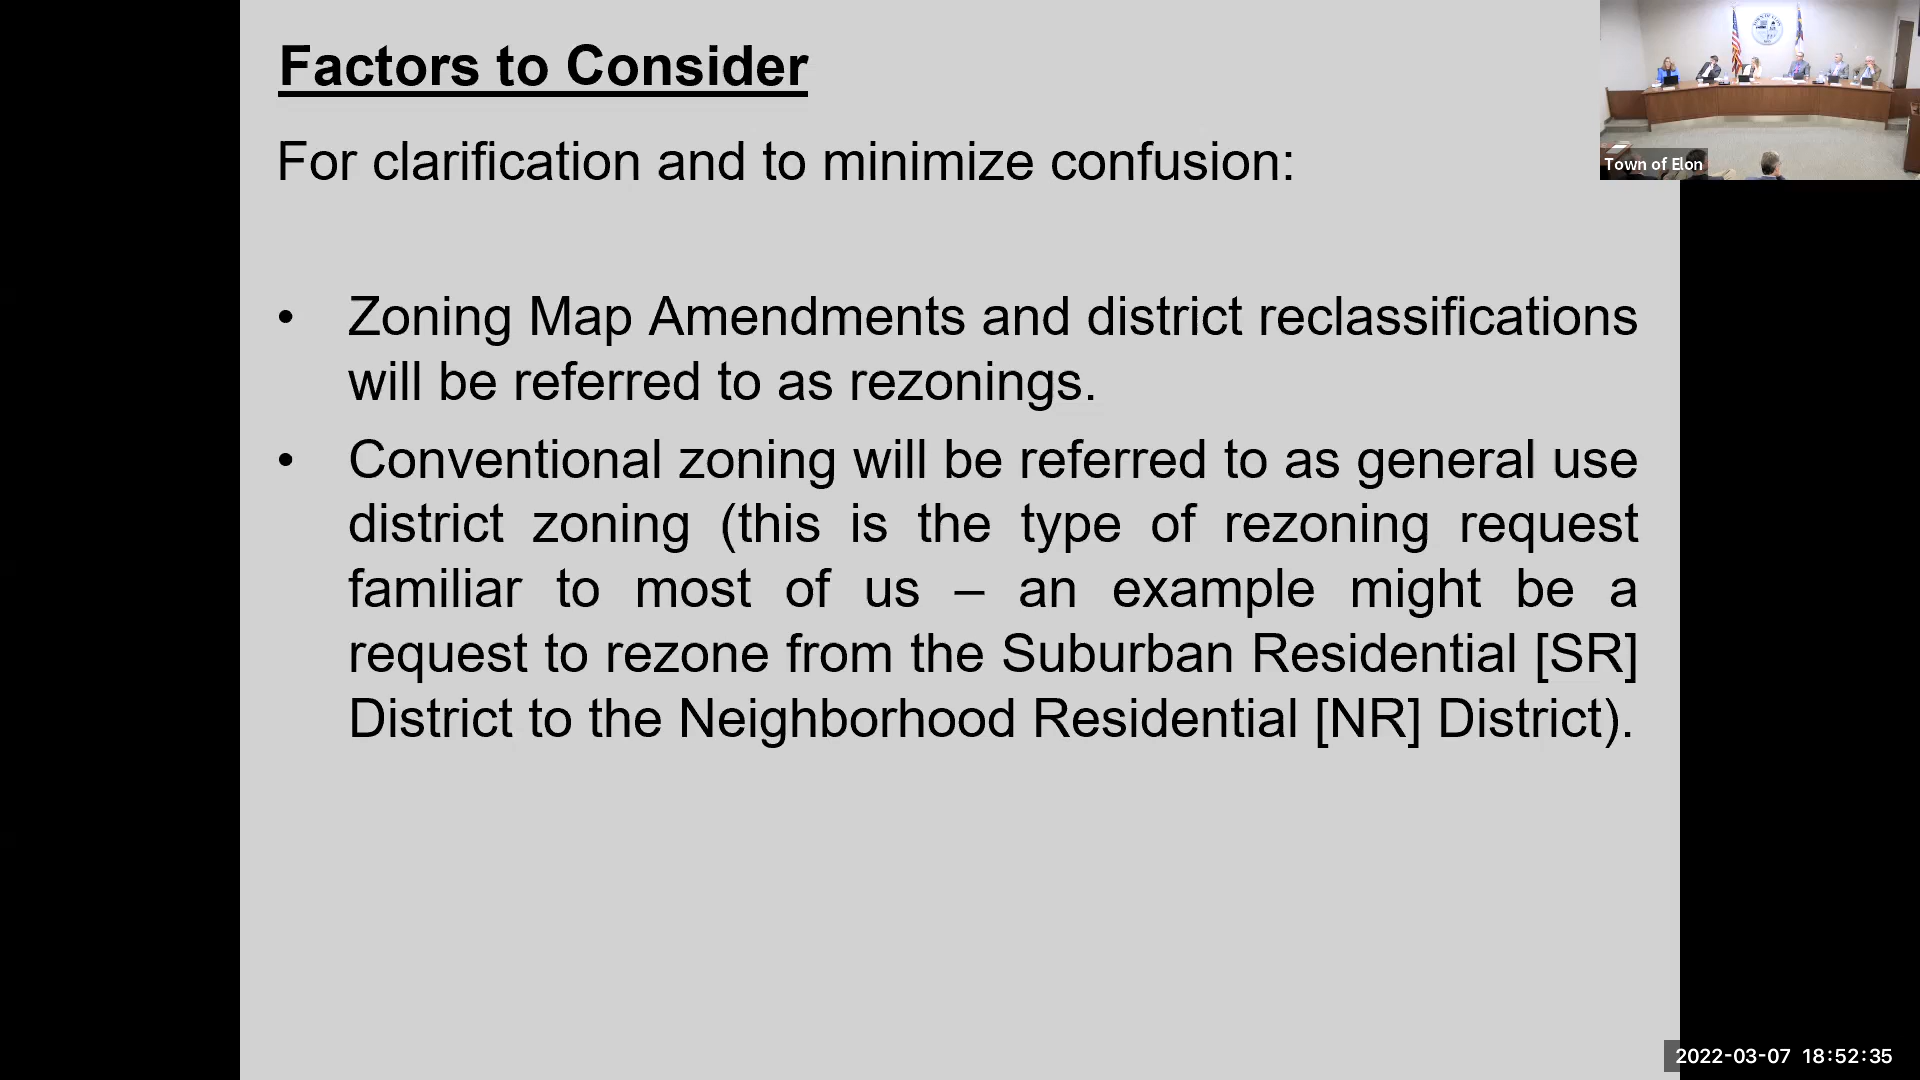 Factors to Consider
For clarification and to minimize confusion:
• Zoning Map Amendments and district reclassifications
will be referred to as rezonings.
• Conventional zoning will be referred to as general use
district zoning (this is the type of rezoning request
familiar to most of us – an example might be a
request to rezone from the Suburban Residential [SR]
District to the Neighborhood Residential [NR] District).
Town of Elon
2022-03-07 18:52:35